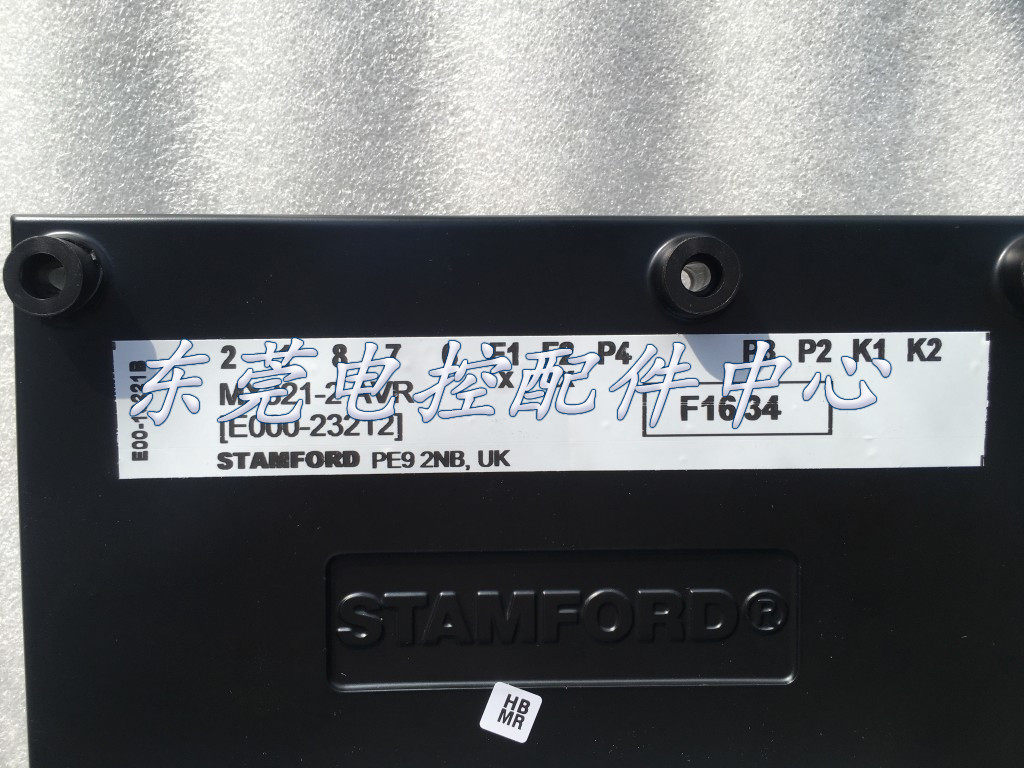 东莞电控配件中心
2 8 7 F1 F2 P4 P3 P2 K1 K2
[E000-23212]
F16/34
STAMFORD PE9 2NB, UK
STAMFORD®
HB
MR